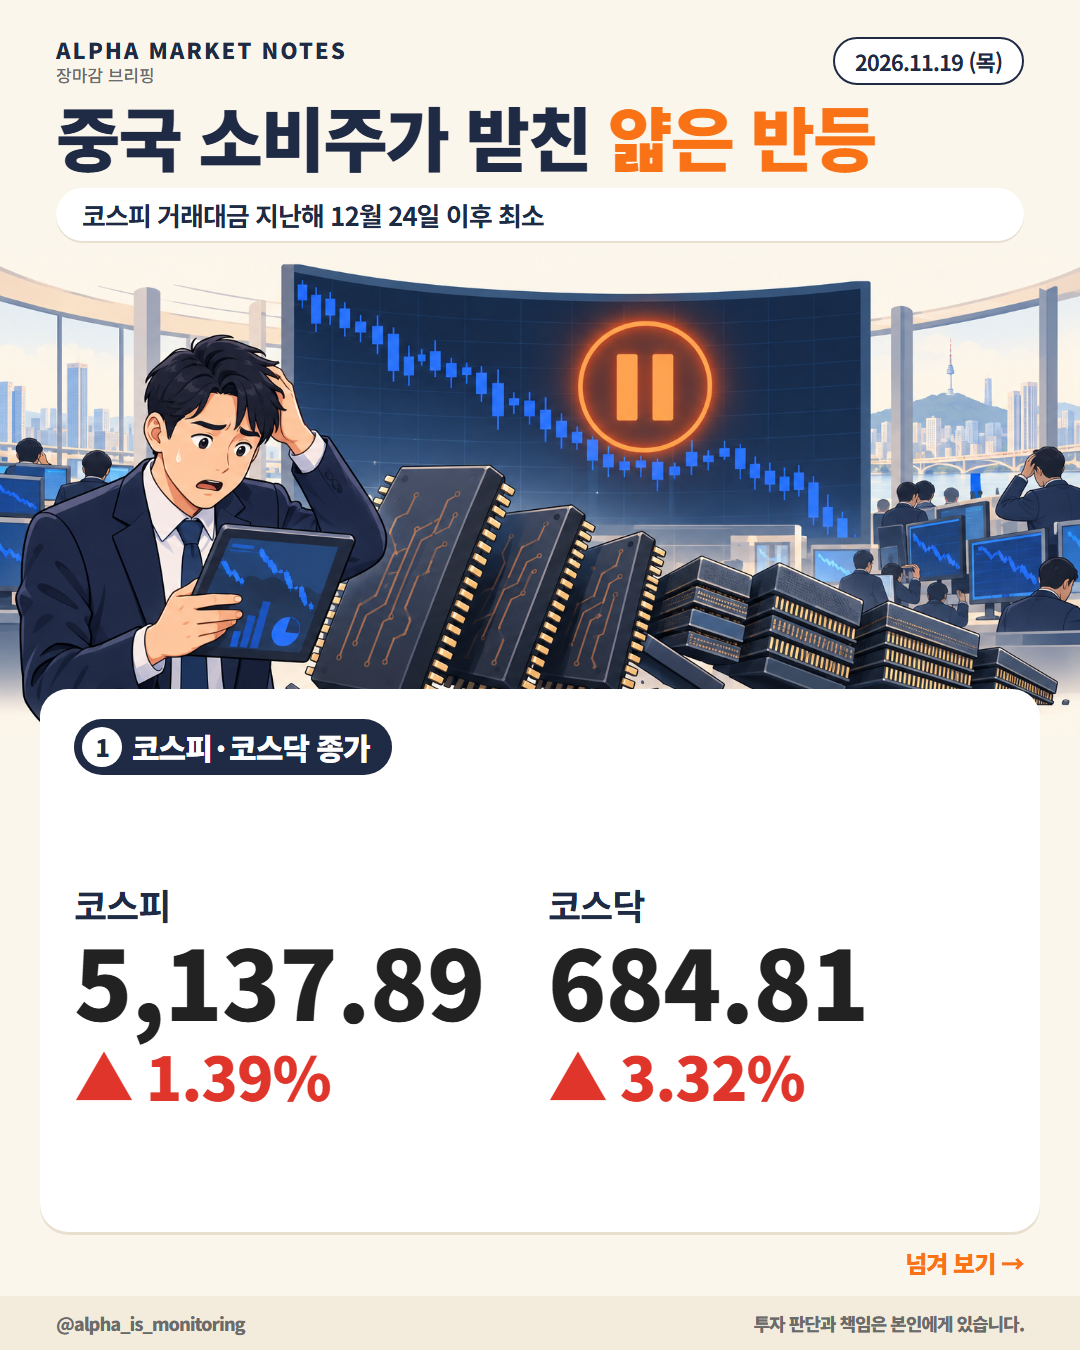 ALPHA MARKET NOTES
장마감 브리핑
2026.11.19 (목)
중국 소비주가 받친 얇은 반등
코스피 거래대금 지난해 12월 24일 이후 최소
1 코스피·코스닥 종가
코스피
5,137.89
▲ 1.39%
코스닥
684.81
▲ 3.32%
넘겨 보기 →
@alpha_is_monitoring
투자 판단과 책임은 본인에게 있습니다.